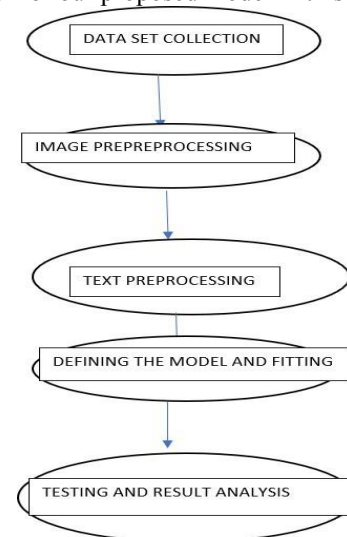 DATA SET COLLECTION
IMAGE PREPREPROCESSING
TEXT PREPROCESSING
DEFINING THE MODEL AND FITTING
TESTING AND RESULT ANALYSIS